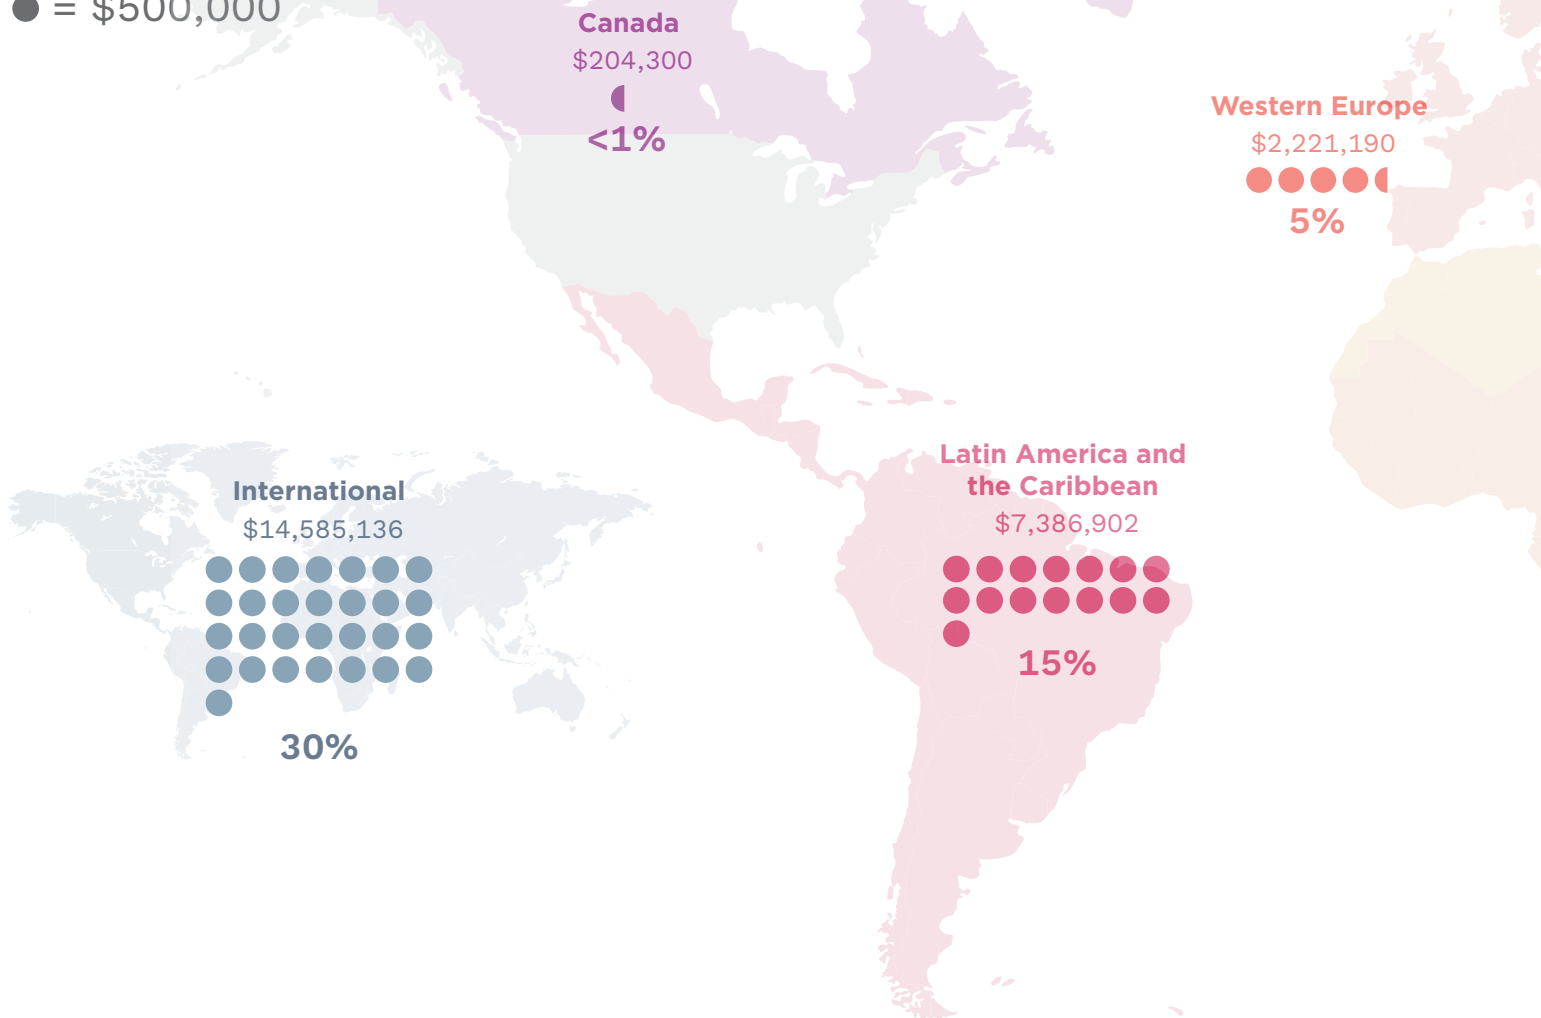 = $500,000
Canada
$204,300
<1%
Western Europe
$2,221,190
5%
Latin America and
the Caribbean
$7,386,902
15%
International
$14,585,136
30%